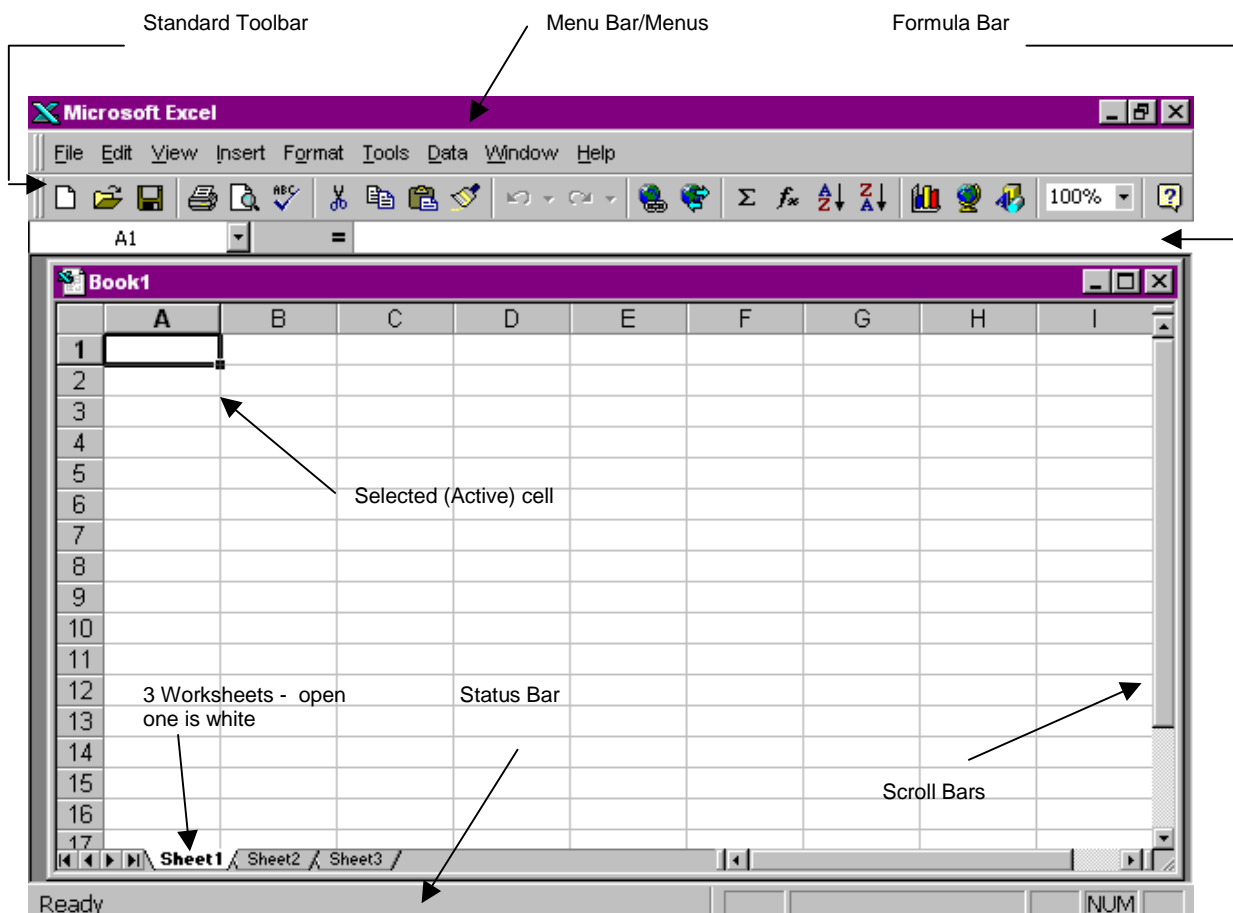 Standard Toolbar Menu Bar/Menus Formula Bar
Microsoft Excel
File Edit View Insert Format Tools Data Window Help
ABC Σ fx A Z Z A 100% ?
A1 =
Book1
A B C D E F G H I
1
2
3
4
5
Selected (Active) cell
6
7
8
9
10
11
12
3 Worksheets - open Status Bar
one is white
13
14
15
Scroll Bars
16
17
Sheet1 Sheet2 Sheet3
Ready NUM